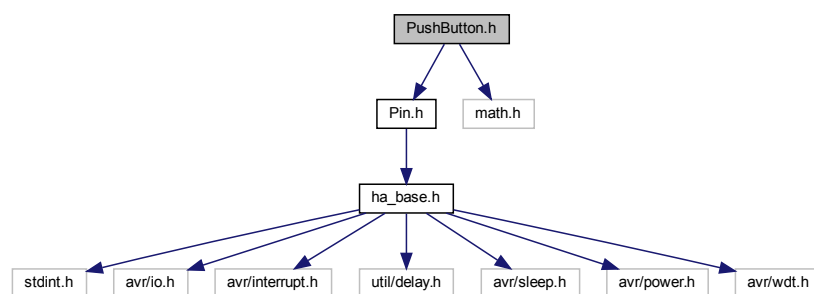 PushButton.h
Pin.h
math.h
ha_base.h
stdint.h
avr/io.h
avr/interrupt.h
util/delay.h
avr/sleep.h
avr/power.h
avr/wdt.h